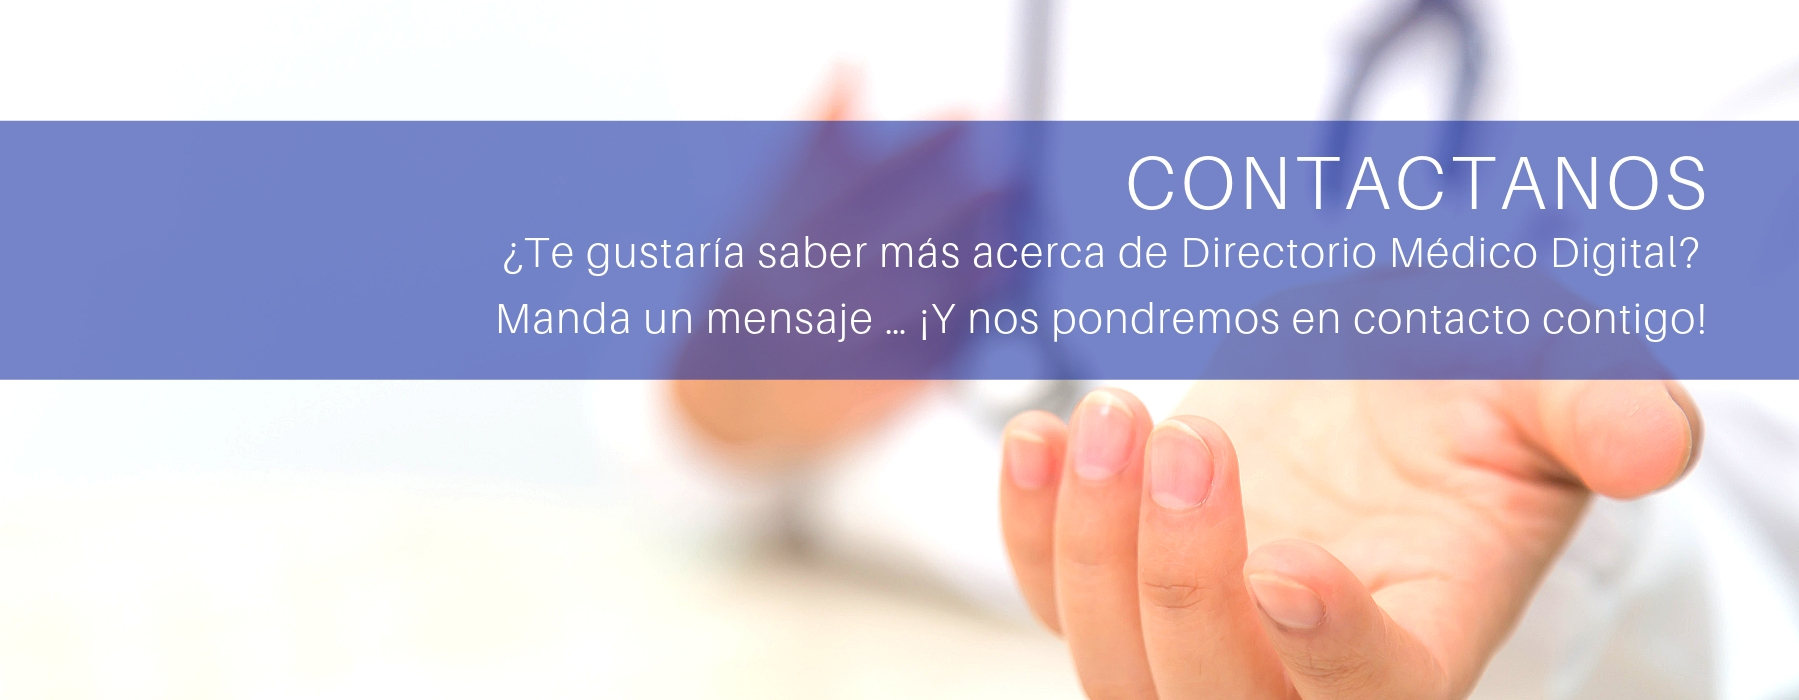 CONTACTANOS
¿Te gustaría saber más acerca de Directorio Médico Digital?
Manda un mensaje ... ¡Y nos pondremos en contacto contigo!